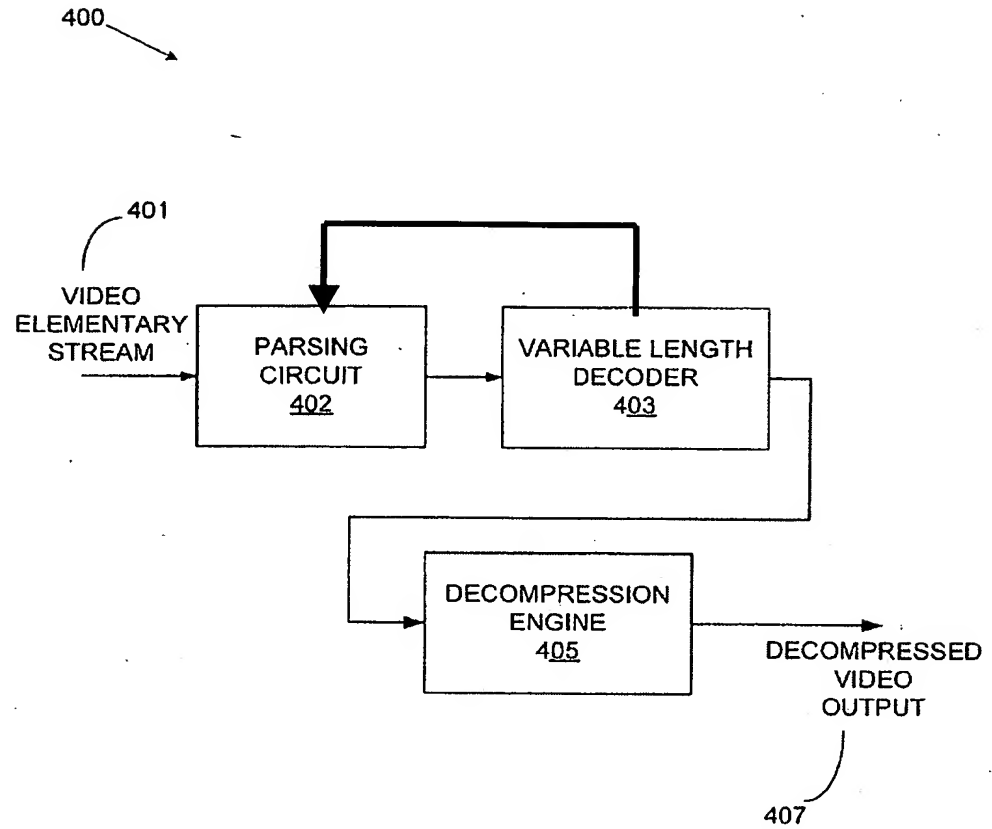 400
401
VIDEO
ELEMENTARY
STREAM
PARSING
CIRCUIT
402
VARIABLE LENGTH
DECODER
403
DECOMPRESSION
ENGINE
405
DECOMPRESSED
VIDEO
OUTPUT
407